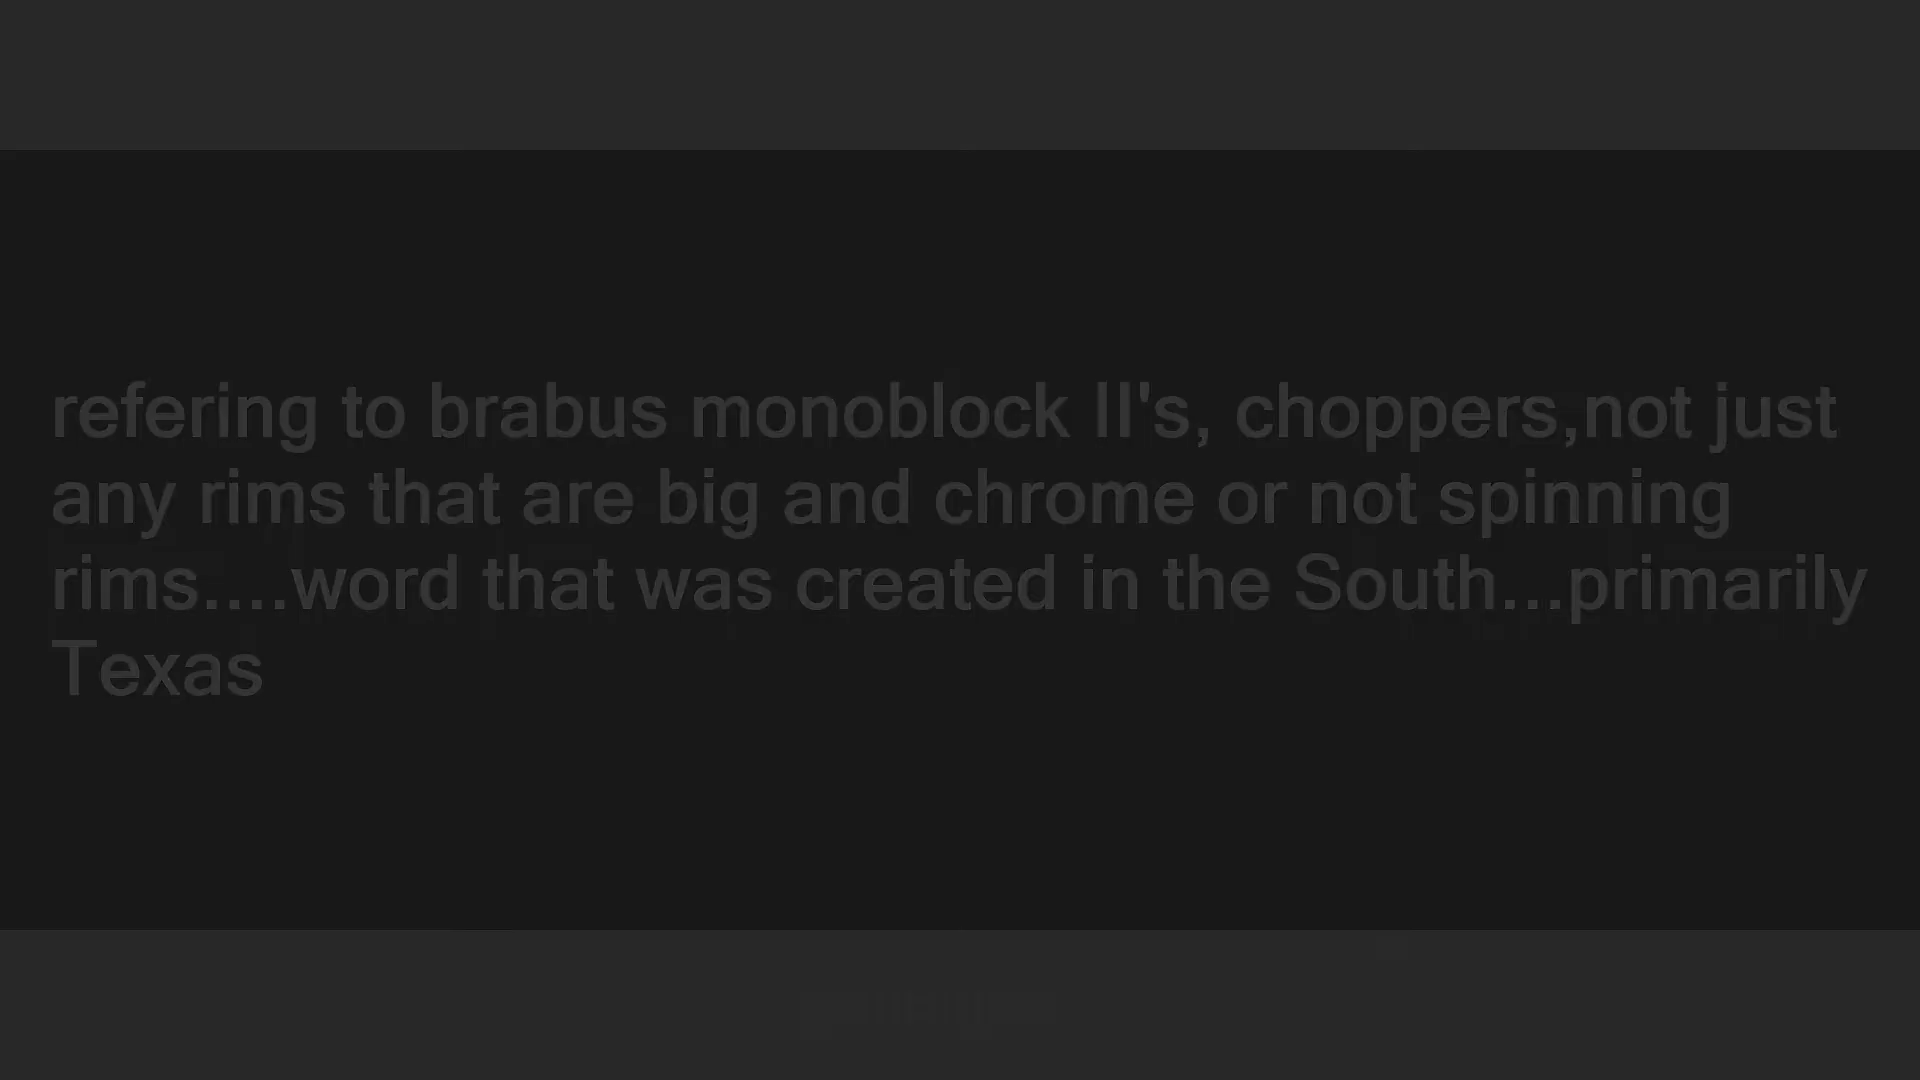 refering to brabus monoblock II's, choppers,not just
any rims that are big and chrome or not spinning
rims....word that was created in the South...primarily
Texas